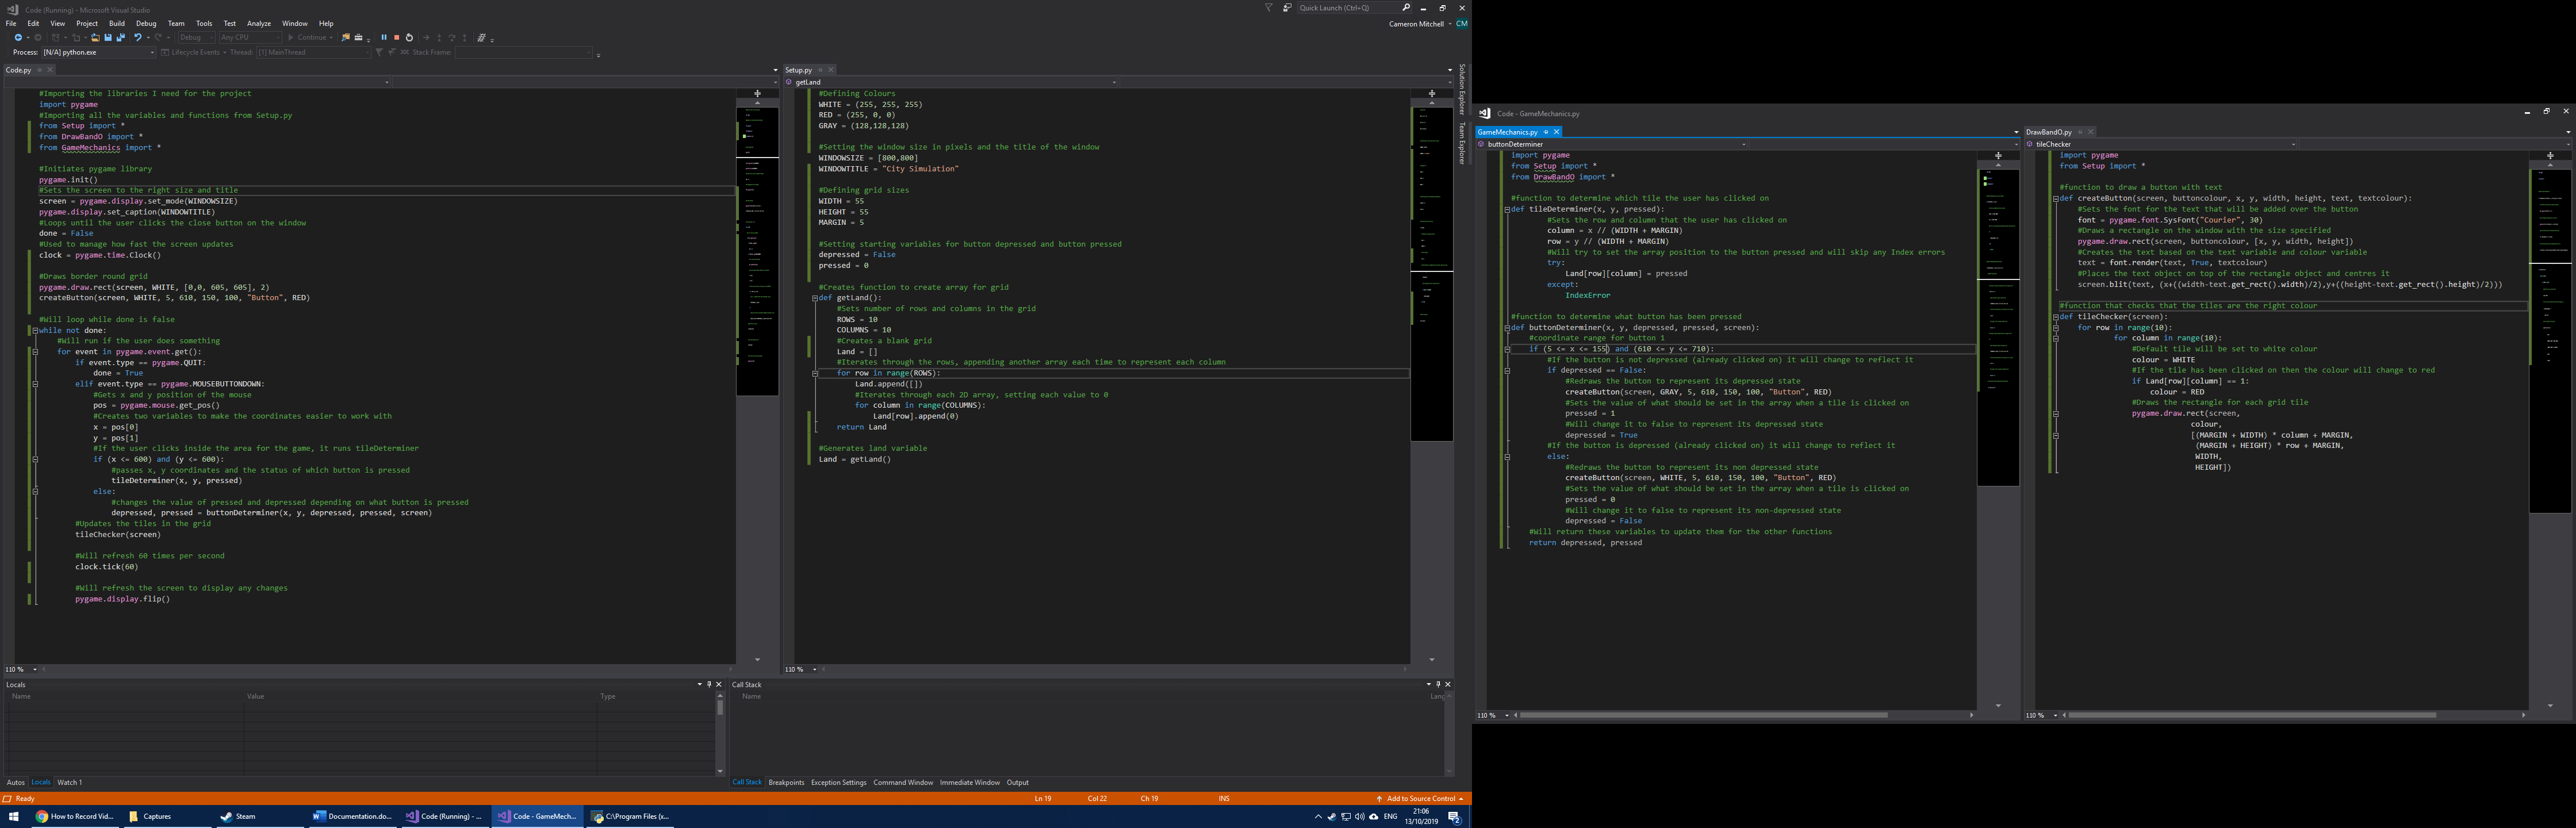 Code (Running) - Microsoft Visual Studio
Quick Launch (Ctrl+Q)
File Edit View Project Build Debug Team Tools Test Analyze Window Help
Cameron Mitchell CM
Debug Any CPU Continue
Process: [N/A] python.exe Lifecycle Events Thread: [1] MainThread Stack Frame:
Code.py
#Importing the libraries I need for the project
import pygame
#Importing all the variables and functions from Setup.py
from Setup import *
from DrawBandO import *
from GameMechanics import *
#Initiates pygame library
pygame.init()
#Sets the screen to the right size and title
screen = pygame.display.set_mode(WINDOWSIZE)
pygame.display.set_caption(WINDOWTITLE)
#Loops until the user clicks the close button on the window
done = False
#Used to manage how fast the screen updates
clock = pygame.time.Clock()
#Draws border round grid
pygame.draw.rect(screen, WHITE, [0,0, 605, 605], 2)
createButton(screen, WHITE, 5, 610, 150, 100, "Button", RED)
#Will loop while done is false
while not done:
#Will run if the user does something
for event in pygame.event.get():
if event.type == pygame.QUIT:
done = True
elif event.type == pygame.MOUSEBUTTONDOWN:
#Gets x and y position of the mouse
pos = pygame.mouse.get_pos()
#Creates two variables to make the coordinates easier to work with
x = pos[0]
y = pos[1]
#If the user clicks inside the area for the game, it runs tileDeterminer
if (x <= 600) and (y <= 600):
#passes x, y coordinates and the status of which button is pressed
tileDeterminer(x, y, pressed)
else:
#changes the value of pressed and depressed depending on what button is pressed
depressed, pressed = buttonDeterminer(x, y, depressed, pressed, screen)
#Updates the tiles in the grid
tileChecker(screen)
#Will refresh 60 times per second
clock.tick(60)
#Will refresh the screen to display any changes
pygame.display.flip()
110 %
Setup.py
getLand
#Defining Colours
WHITE = (255, 255, 255)
RED = (255, 0, 0)
GRAY = (128,128,128)
#Setting the window size in pixels and the title of the window
WINDOWSIZE = [800,800]
WINDOWTITLE = "City Simulation"
#Defining grid sizes
WIDTH = 55
HEIGHT = 55
MARGIN = 5
#Setting starting variables for button depressed and button pressed
depressed = False
pressed = 0
#Creates function to create array for grid
def getLand():
#Sets number of rows and columns in the grid
ROWS = 10
COLUMNS = 10
#Creates a blank grid
Land = []
#Iterates through the rows, appending another array each time to represent each column
for row in range(ROWS):
Land.append([])
#Iterates through each 2D array, setting each value to 0
for column in range(COLUMNS):
Land[row].append(0)
return Land
#Generates land variable
Land = getLand()
110 %
Solution Explorer
Team Explorer
Code - GameMechanics.py
GameMechanics.py
buttonDeterminer
import pygame
from Setup import *
from DrawBandO import *
#function to determine which tile the user has clicked on
def tileDeterminer(x, y, pressed):
#Sets the row and column that the user has clicked on
column = x // (WIDTH + MARGIN)
row = y // (WIDTH + MARGIN)
#Will try to set the array position to the button pressed and will skip any Index errors
try:
Land[row][column] = pressed
except:
IndexError
#function to determine what button has been pressed
def buttonDeterminer(x, y, depressed, pressed, screen):
#coordinate range for button 1
if (5 <= x <= 155) and (610 <= y <= 710):
#If the button is not depressed (already clicked on) it will change to reflect it
if depressed == False:
#Redraws the button to represent its depressed state
createButton(screen, GRAY, 5, 610, 150, 100, "Button", RED)
#Sets the value of what should be set in the array when a tile is clicked on
pressed = 1
#Will change it to false to represent its depressed state
depressed = True
#If the button is depressed (already clicked on) it will change to reflect it
else:
#Redraws the button to represent its non depressed state
createButton(screen, WHITE, 5, 610, 150, 100, "Button", RED)
#Sets the value of what should be set in the array when a tile is clicked on
pressed = 0
#Will change it to false to represent its non-depressed state
depressed = False
#Will return these variables to update them for the other functions
return depressed, pressed
110 %
DrawBandO.py
tileChecker
import pygame
from Setup import *
#function to draw a button with text
def createButton(screen, buttoncolour, x, y, width, height, text, textcolour):
#Sets the font for the text that will be added over the button
font = pygame.font.SysFont("Courier", 30)
#Draws a rectangle on the window with the size specified
pygame.draw.rect(screen, buttoncolour, [x, y, width, height])
#Creates the text based on the text variable and colour variable
text = font.render(text, True, textcolour)
#Places the text object on top of the rectangle object and centres it
screen.blit(text, (x+((width-text.get_rect().width)/2),y+((height-text.get_rect().height)/2)))
#function that checks that the tiles are the right colour
def tileChecker(screen):
for row in range(10):
for column in range(10):
#Default tile will be set to white colour
colour = WHITE
#If the tile has been clicked on then the colour will change to red
if Land[row][column] == 1:
colour = RED
#Draws the rectangle for each grid tile
pygame.draw.rect(screen,
colour,
[(MARGIN + WIDTH) * column + MARGIN,
(MARGIN + HEIGHT) * row + MARGIN,
WIDTH,
HEIGHT])
110 %
Locals
Name Value Type
Autos Locals Watch 1
Call Stack
Name Lang
Call Stack Breakpoints Exception Settings Command Window Immediate Window Output
Ready Ln 19 Col 22 Ch 19 INS Add to Source Control
How to Record Vid... Captures Steam Documentation.do... Code (Running) - ... Code - GameMech... C:\Program Files (x...
ENG 21:06
13/10/2019
2